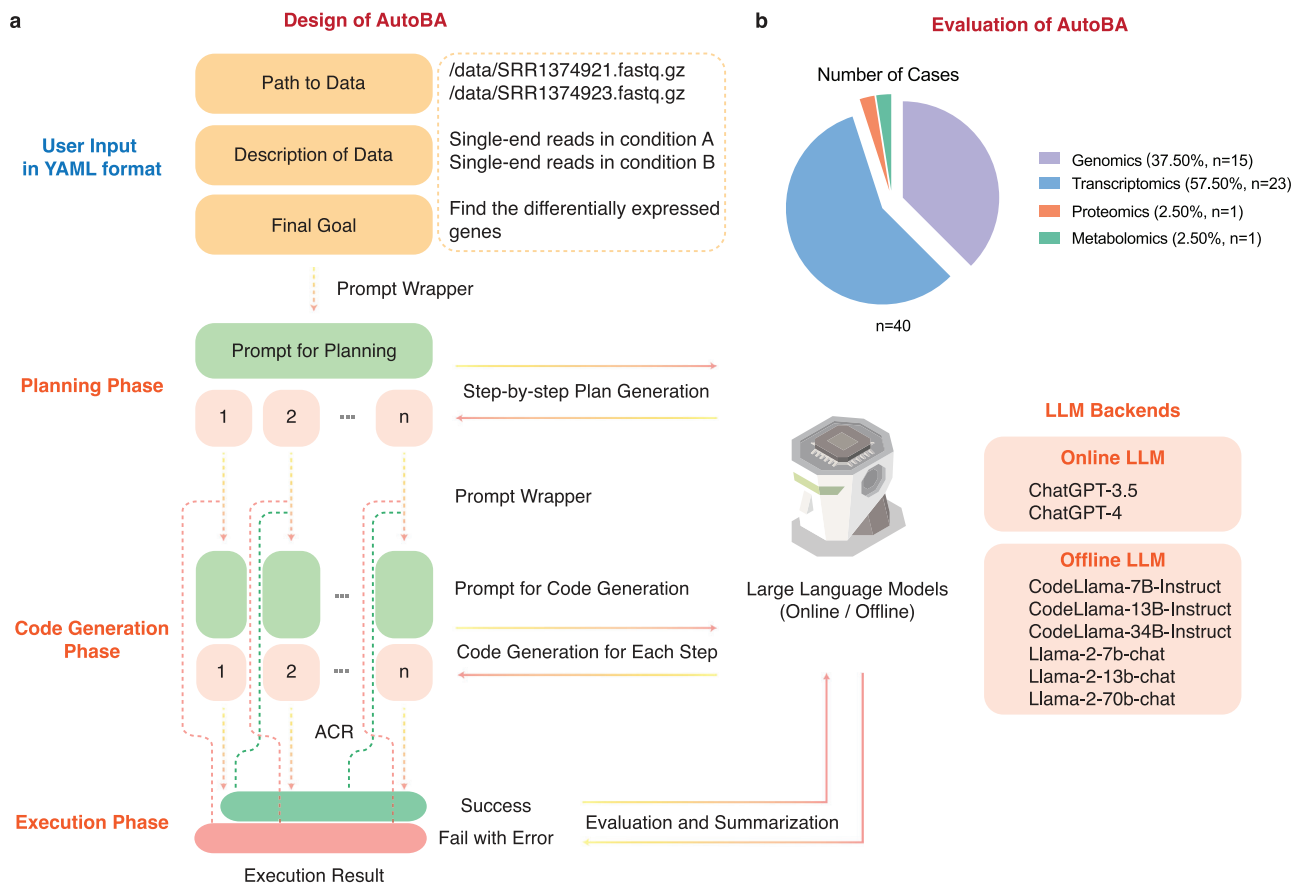 a
Design of AutoBA
User Input
in YAML format
Path to Data
/data/SRR1374921.fastq.gz
/data/SRR1374923.fastq.gz
Description of Data
Single-end reads in condition A
Single-end reads in condition B
Final Goal
Find the differentially expressed
genes
Prompt Wrapper
Planning Phase
Prompt for Planning
1
2
...
n
Step-by-step Plan Generation
Prompt Wrapper
Code Generation
Phase
...
Prompt for Code Generation
1
2
...
n
Code Generation for Each Step
ACR
Execution Phase
Success
Fail with Error
Execution Result
Evaluation and Summarization
Large Language Models
(Online / Offline)
b
Evaluation of AutoBA
Number of Cases
Genomics (37.50%, n=15)
Transcriptomics (57.50%, n=23)
Proteomics (2.50%, n=1)
Metabolomics (2.50%, n=1)
n=40
LLM Backends
Online LLM
ChatGPT-3.5
ChatGPT-4
Offline LLM
CodeLlama-7B-Instruct
CodeLlama-13B-Instruct
CodeLlama-34B-Instruct
Llama-2-7b-chat
Llama-2-13b-chat
Llama-2-70b-chat